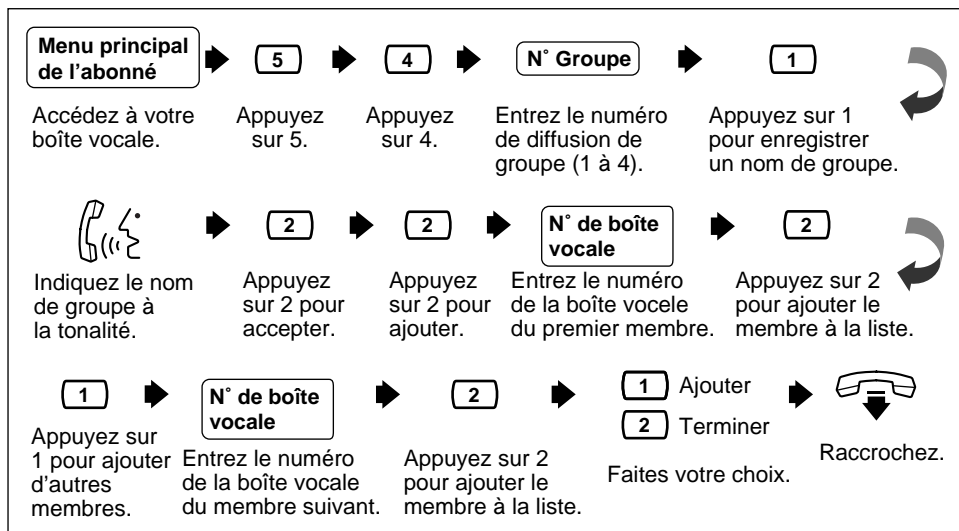 Menu principal
de l'abonné
5
4
N° Groupe
1
Accédez à votre
boîte vocale.
Appuyez
sur 5.
Appuyez
sur 4.
Entrez le numéro
de diffusion de
groupe (1 à 4).
Appuyez sur 1
pour enregistrer
un nom de groupe.
2
2
N° de boîte
vocale
2
Indiquez le nom
de groupe à
la tonalité.
Appuyez
sur 2 pour
accepter.
Appuyez
sur 2 pour
ajouter.
Entrez le numéro
de la boîte vocele
du premier membre.
Appuyez sur 2
pour ajouter le
membre à la liste.
1
N° de boîte
vocale
2
1 Ajouter
2 Terminer
Appuyez sur
1 pour ajouter
d'autres
membres.
Entrez le numéro
de la boîte vocale
du membre suivant.
Appuyez sur 2
pour ajouter le
membre à la liste.
Faites votre choix.
Raccrochez.